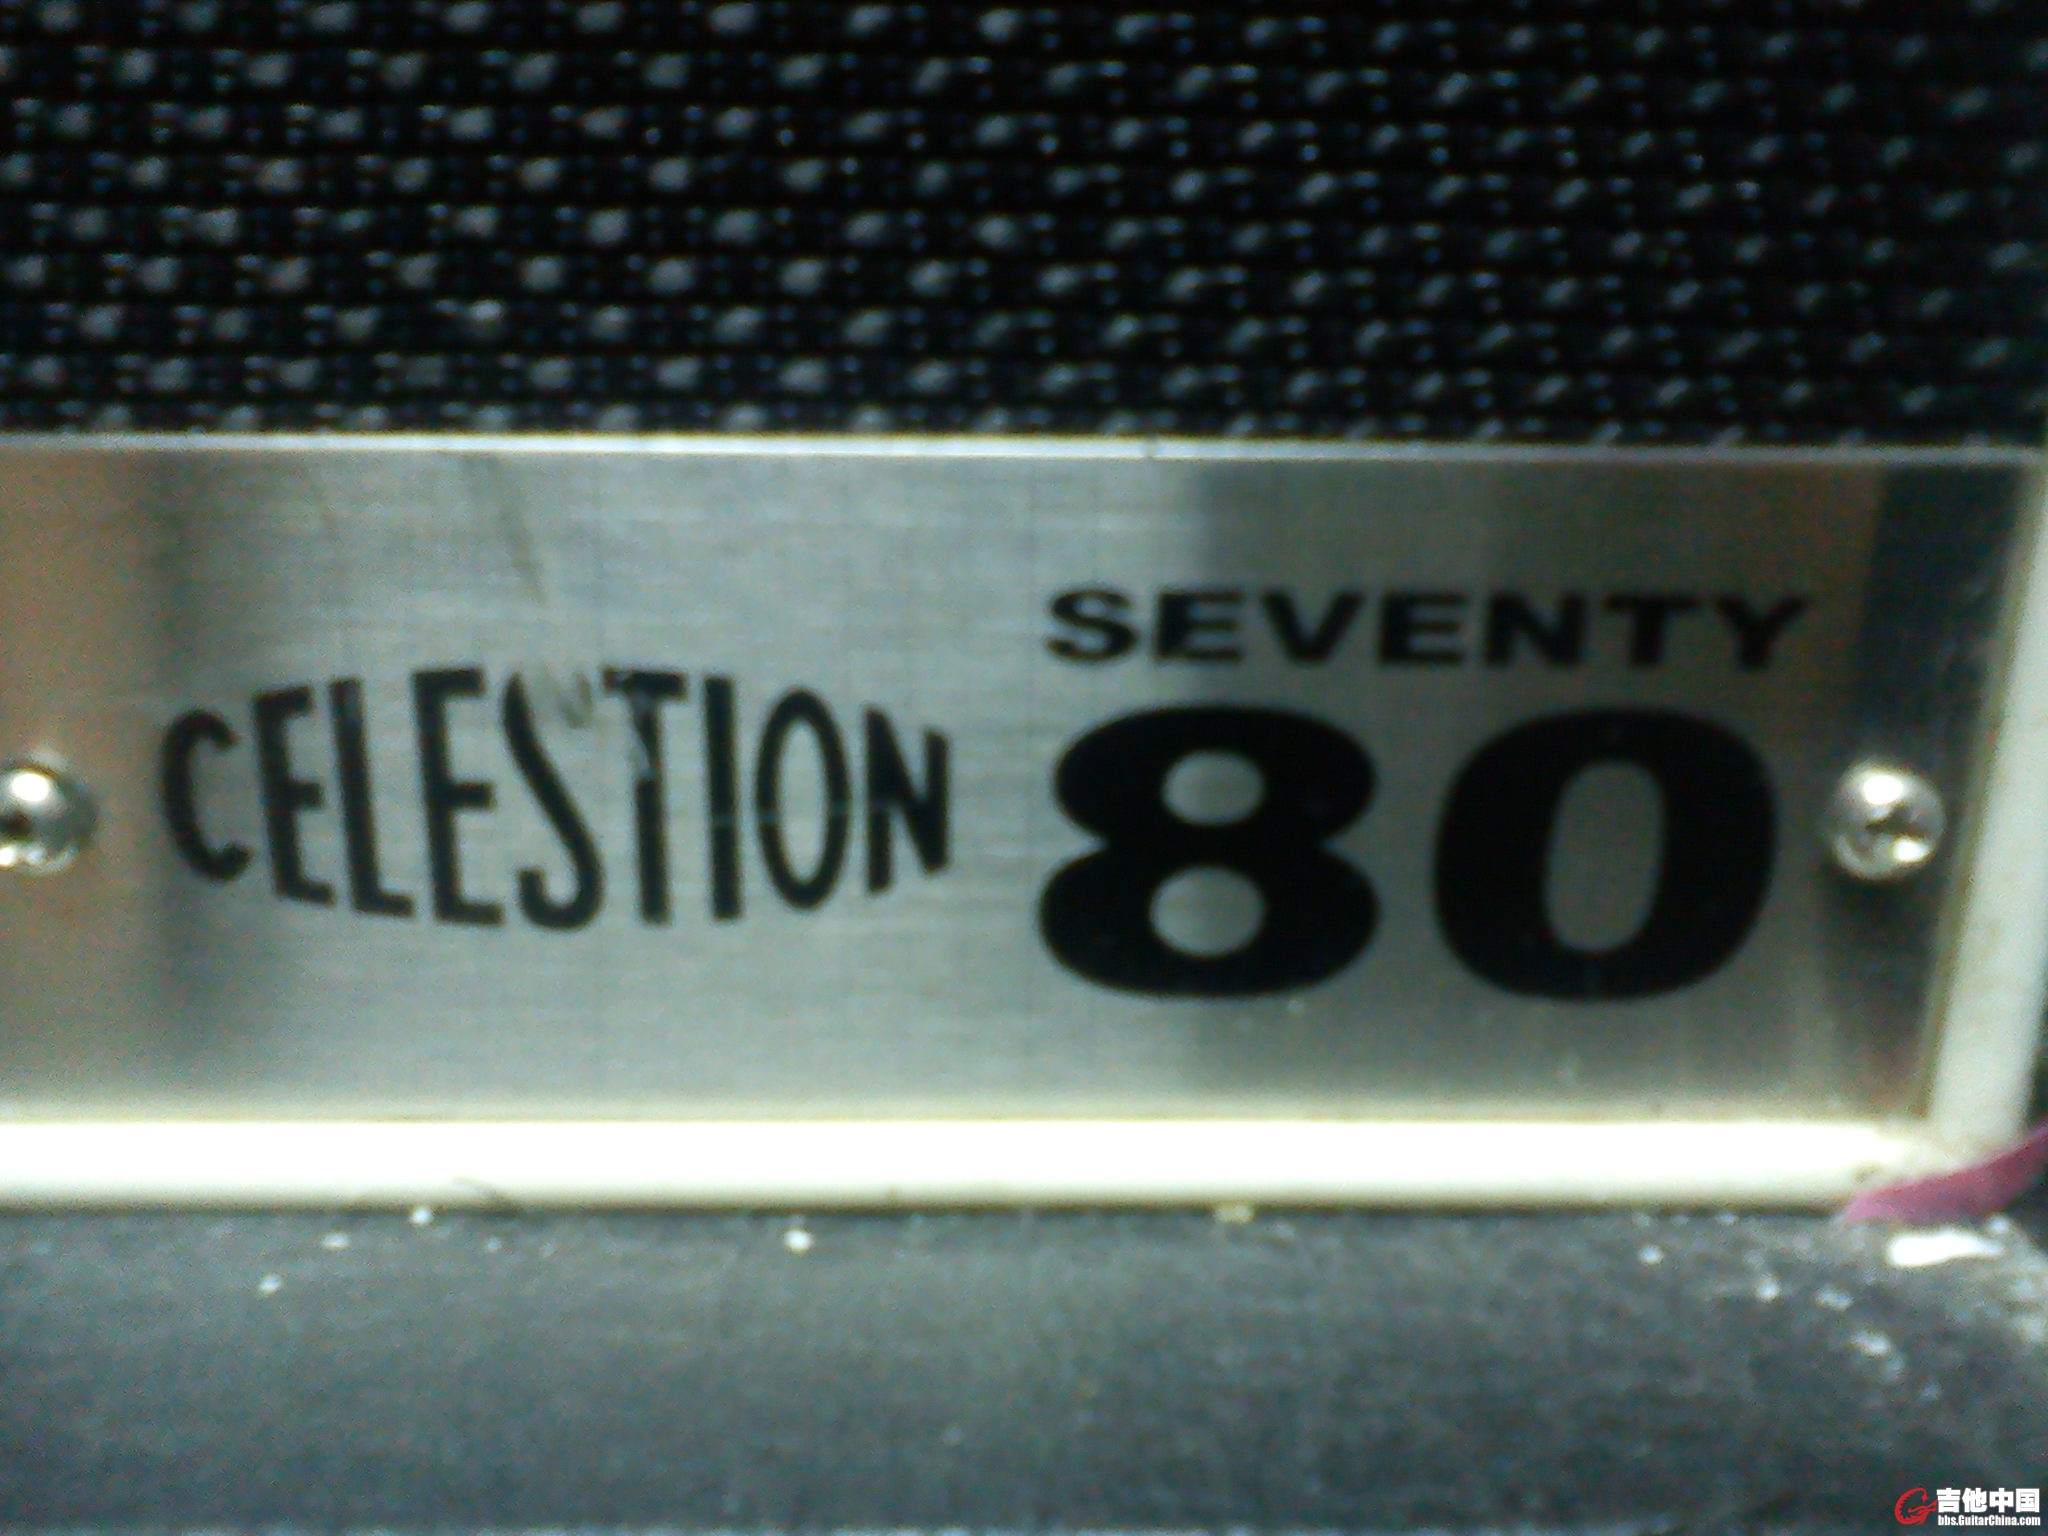 CELESTION
SEVENTY
80
吉他中国
bbs.GuitarChina.com